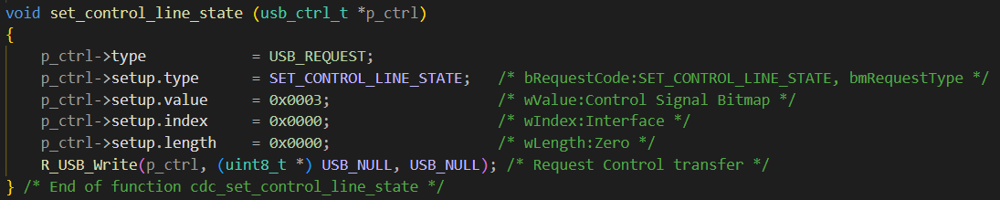 void set_control_line_state (usb_ctrl_t *p_ctrl)
{
    p_ctrl->type            = USB_REQUEST;
    p_ctrl->setup.type      = SET_CONTROL_LINE_STATE;   /* bRequestCode:SET_CONTROL_LINE_STATE, bmRequestType */
    p_ctrl->setup.value     = 0x0003;                   /* wValue:Control Signal Bitmap */
    p_ctrl->setup.index     = 0x0000;                   /* wIndex:Interface */
    p_ctrl->setup.length    = 0x0000;                   /* wLength:Zero */
    R_USB_Write(p_ctrl, (uint8_t *) USB_NULL, USB_NULL); /* Request Control transfer */
} /* End of function cdc_set_control_line_state */